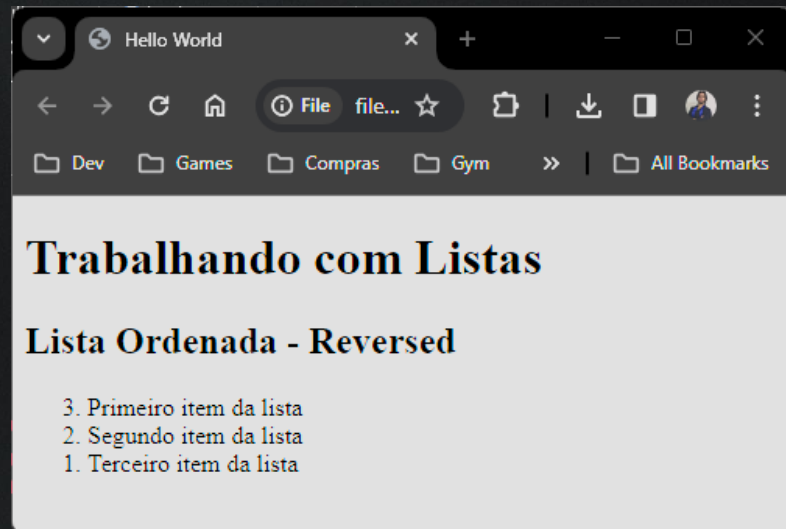 Hello World
File file...
Dev Games Compras Gym All Bookmarks
Trabalhando com Listas
Lista Ordenada - Reversed
3. Primeiro item da lista
2. Segundo item da lista
1. Terceiro item da lista